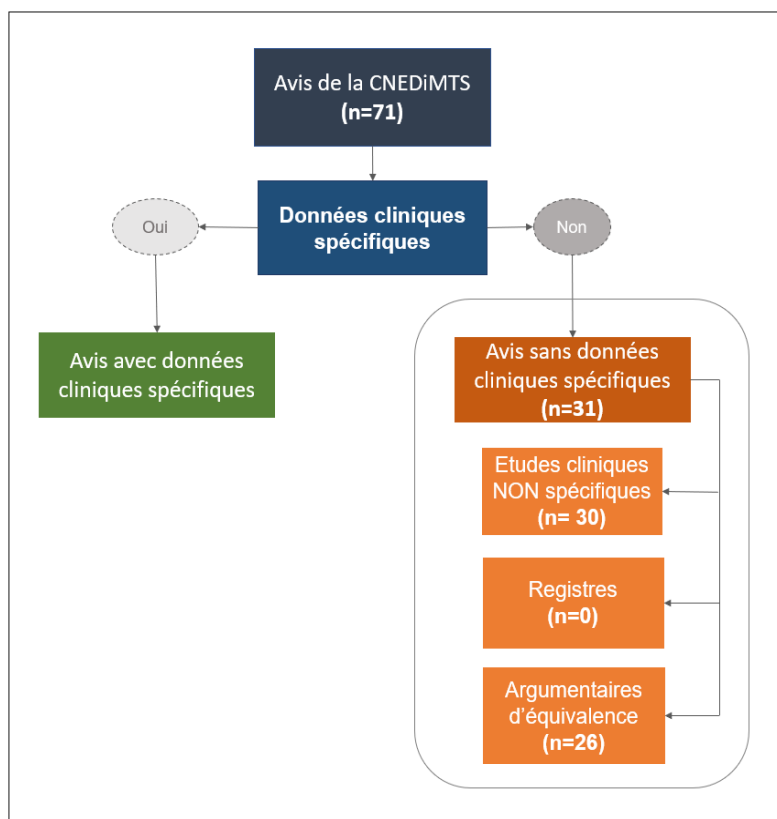 Avis de la CNEDiMTS
(n=71)
Données cliniques
spécifiques
Oui
Non
Avis avec données
cliniques spécifiques
Avis sans données
cliniques spécifiques
(n=31)
Etudes cliniques
NON spécifiques
(n= 30)
Registres
(n=0)
Argumentaires
d’équivalence
(n=26)